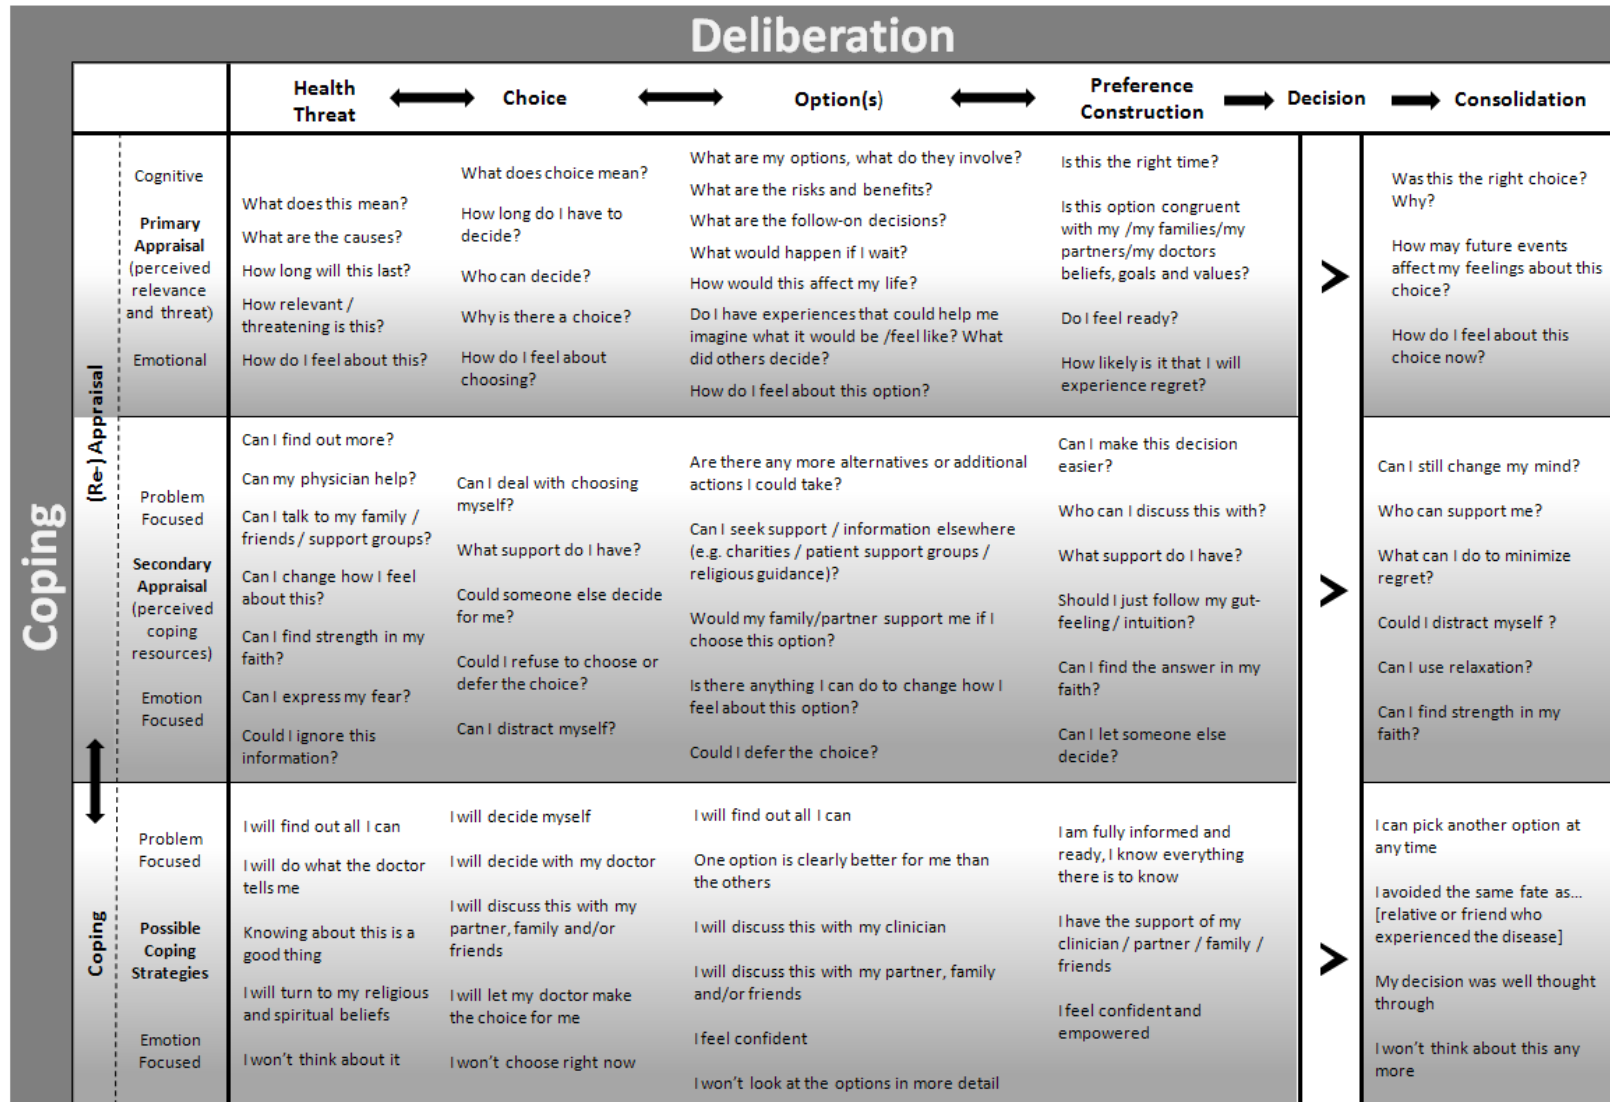 Deliberation
Health
Threat
Choice
Option(s)
Preference
Construction
Decision
Consolidation
Coping
(Re-) Appraisal
Cognitive
Primary
Appraisal
(perceived
relevance
and threat)
Emotional
What does this mean?
What are the causes?
How long will this last?
How relevant /
threatening is this?
How do I feel about this?
What does choice mean?
How long do I have to
decide?
Who can decide?
Why is there a choice?
How do I feel about
choosing?
What are my options, what do they involve?
What are the risks and benefits?
What are the follow-on decisions?
What would happen if I wait?
How would this affect my life?
Do I have experiences that could help me
imagine what it would be /feel like? What
did others decide?
How do I feel about this option?
Is this the right time?
Is this option congruent
with my /my families/my
partners/my doctors
beliefs, goals and values?
Do I feel ready?
How likely is it that I will
experience regret?
>
Was this the right choice?
Why?
How may future events
affect my feelings about this
choice?
How do I feel about this
choice now?
Problem
Focused
Secondary
Appraisal
(perceived
coping
resources)
Emotion
Focused
Can I find out more?
Can my physician help?
Can I talk to my family /
friends / support groups?
Can I change how I feel
about this?
Can I find strength in my
faith?
Can I express my fear?
Could I ignore this
information?
Can I deal with choosing
myself?
What support do I have?
Could someone else decide
for me?
Could I refuse to choose or
defer the choice?
Can I distract myself?
Are there any more alternatives or additional
actions I could take?
Can I seek support / information elsewhere
(e.g. charities / patient support groups /
religious guidance)?
Would my family/partner support me if I
choose this option?
Is there anything I can do to change how I
feel about this option?
Could I defer the choice?
Can I make this decision
easier?
Who can I discuss this with?
What support do I have?
Should I just follow my gut-
feeling / intuition?
Can I find the answer in my
faith?
Can I let someone else
decide?
>
Can I still change my mind?
Who can support me?
What can I do to minimize
regret?
Could I distract myself ?
Can I use relaxation?
Can I find strength in my
faith?
Coping
Problem
Focused
Possible
Coping
Strategies
Emotion
Focused
I will find out all I can
I will do what the doctor
tells me
Knowing about this is a
good thing
I will turn to my religious
and spiritual beliefs
I won't think about it
I will decide myself
I will decide with my doctor
I will discuss this with my
partner, family and/or
friends
I will let my doctor make
the choice for me
I won't choose right now
I will find out all I can
One option is clearly better for me than
the others
I will discuss this with my clinician
I will discuss this with my partner, family
and/or friends
I feel confident
I won't look at the options in more detail
I am fully informed and
ready, I know everything
there is to know
I have the support of my
clinician / partner / family /
friends
I feel confident and
empowered
>
I can pick another option at
any time
I avoided the same fate as...
[relative or friend who
experienced the disease]
My decision was well thought
through
I won't think about this any
more